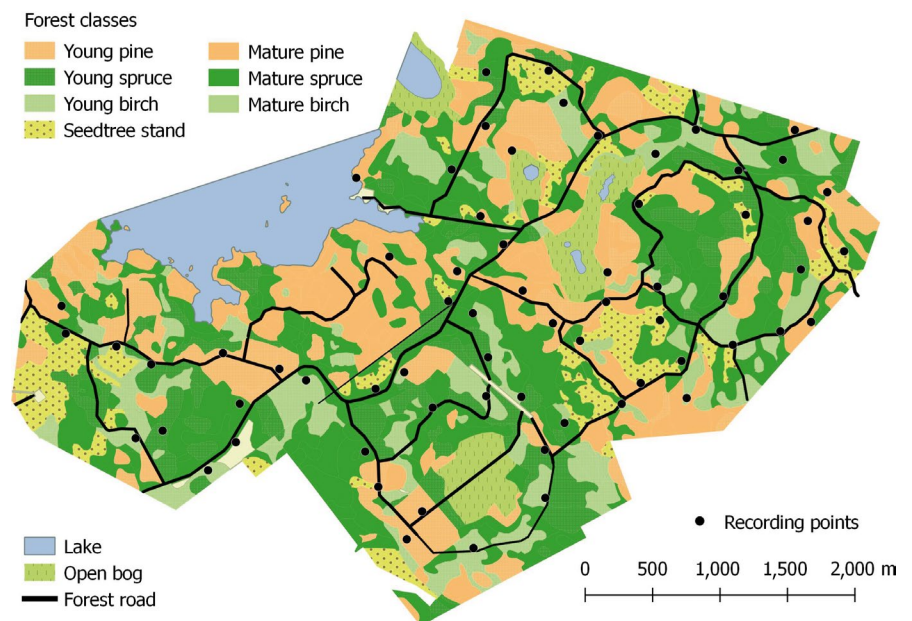 Forest classes
Young pine
Mature pine
Young spruce
Mature spruce
Young birch
Mature birch
Seedtree stand
Recording points
Lake
Open bog
Forest road
0 500 1,000 1,500 2,000 m